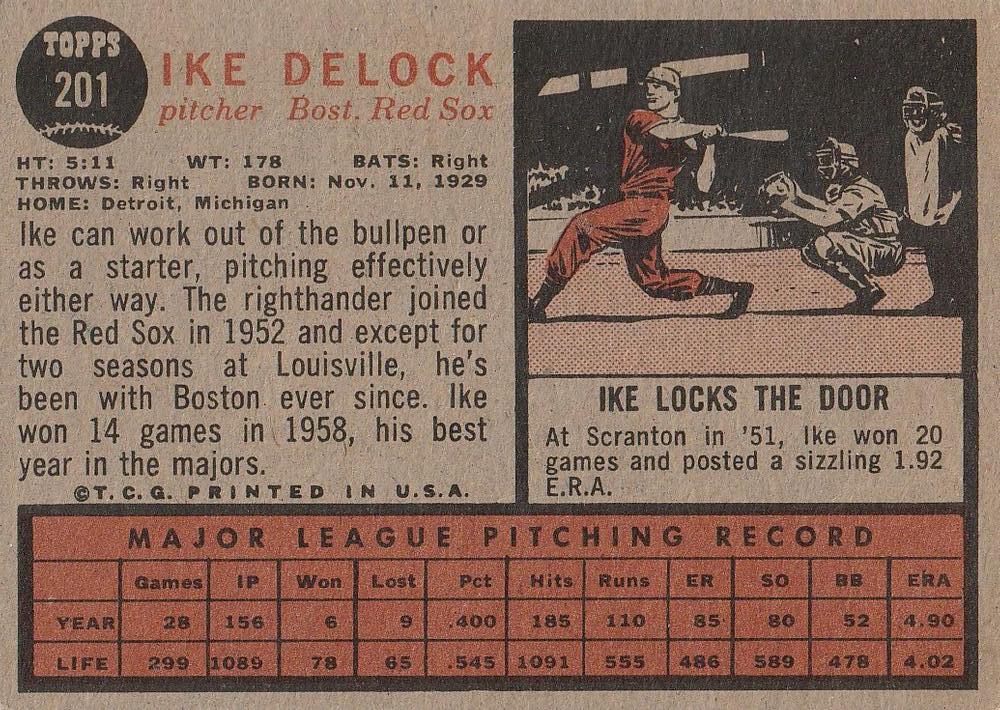 TOPPS
201
IKE DELOCK
pitcher Bost. Red Sox
HT: 5:11 WT: 178 BATS: Right
THROWS: Right BORN: Nov. 11, 1929
HOME: Detroit, Michigan
Ike can work out of the bullpen or
as a starter, pitching effectively
either way. The righthander joined
the Red Sox in 1952 and except for
two seasons at Louisville, he's
been with Boston ever since. Ike
won 14 games in 1958, his best
year in the majors.
©T. C. G. PRINTED IN U.S.A.
IKE LOCKS THE DOOR
At Scranton in '51, Ike won 20
games and posted a sizzling 1.92
E.R.A.
MAJOR LEAGUE PITCHING RECORD
Games IP Won Lost Pct Hits Runs ER SO BB ERA
YEAR 28 156 6 9 .400 185 110 85 80 52 4.90
LIFE 299 1089 78 65 .545 1091 555 486 589 478 4.02